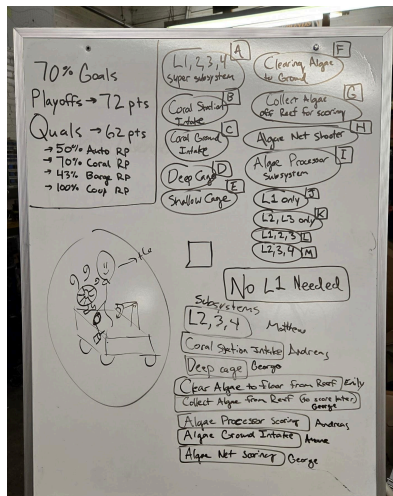 70% Goals
Playoffs → 72 pts
Quals → 62 pts
→ 50% Auto RP
→ 70% Coral RP
→ 43% Barge RP
→ 100% Coop RP
A
L1,2,3,4
super subsystem
B
Coral Station
Intake
C
Coral Ground
Intake
D
Deep Cage
E
Shallow Cage
F
Clearing Algae
to Ground
G
Collect Algae
off Reef for scoring
H
Algae Net Shooter
I
Algae Processor
Subsystem
J
L1 only
K
L2, L3 only
L1,2,3 L
L2,3,4 M
No L1 Needed
Subsystems
L2,3,4 Matthew
Coral Station Intake Andreas
Deep cage George
Clear Algae to floor from Reef Emily
Collect Algae from Reef (to score later)
George
Algae Processor Scoring Andreas
Algae Ground Intake
Algae Net Scoring George